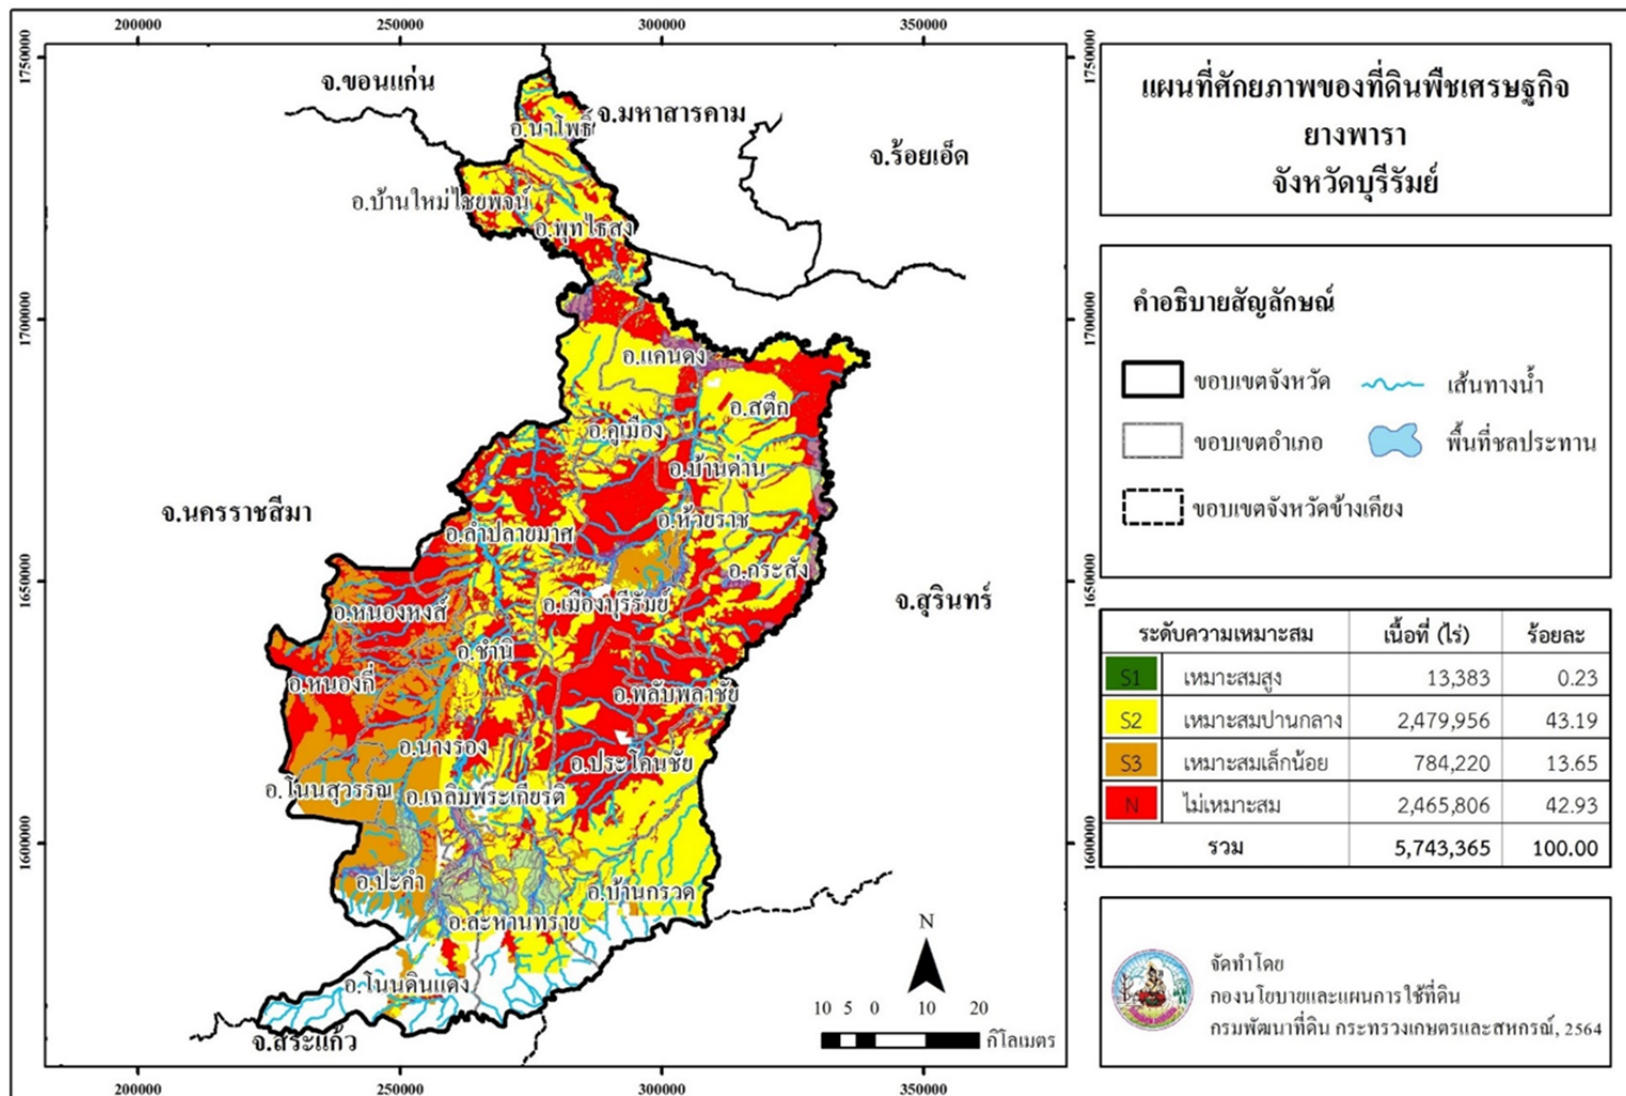 200000 250000 300000 350000
1750000
1700000
1650000
1600000
1750000
1700000
1650000
1600000
จ.ขอนแก่น
จ.มหาสารคาม
จ.ร้อยเอ็ด
อ.นาโพธิ์
อ.บ้านใหม่ไชยพจน์
อ.พุทไธสง
อ.แคนดง
อ.สตึก
อ.คูเมือง
อ.บ้านด่าน
จ.นครราชสีมา
อ.ห้วยราช
อ.ลำปลายมาศ
อ.กระสัง
อ.เมืองบุรีรัมย์
จ.สุรินทร์
อ.หนองหงส์
อ.ชำนิ
อ.หนองกี่
อ.พลับพลาชัย
อ.นางรอง
อ.ประโคนชัย
อ.โนนสุวรรณ
อ.เฉลิมพระเกียรติ
อ.ปะคำ
อ.บ้านกรวด
อ.ละหานทราย
อ.โนนดินแดง
จ.สระแก้ว
N
10 5 0 10 20
กิโลเมตร
200000 250000 300000 350000
แผนที่ศักยภาพของที่ดินพืชเศรษฐกิจ
ยางพารา
จังหวัดบุรีรัมย์
คำอธิบายสัญลักษณ์
ขอบเขตจังหวัด เส้นทางน้ำ
ขอบเขตอำเภอ พื้นที่ชลประทาน
ขอบเขตจังหวัดข้างเคียง
ระดับความเหมาะสม เนื้อที่ (ไร่) ร้อยละ
S1 เหมาะสมสูง 13,383 0.23
S2 เหมาะสมปานกลาง 2,479,956 43.19
S3 เหมาะสมเล็กน้อย 784,220 13.65
N ไม่เหมาะสม 2,465,806 42.93
รวม 5,743,365 100.00
จัดทำโดย
กองนโยบายและแผนการใช้ที่ดิน
กรมพัฒนาที่ดิน กระทรวงเกษตรและสหกรณ์, 2564